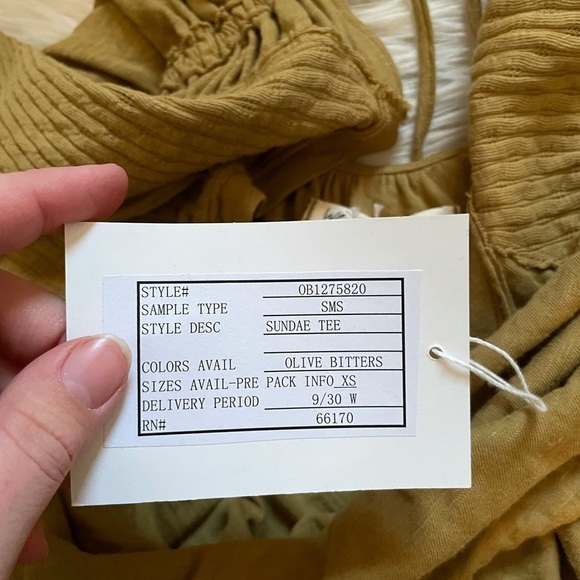 STYLE# OB1275820
SAMPLE TYPE SMS
STYLE DESC SUNDAE TEE
COLORS AVAIL OLIVE BITTERS
SIZES AVAIL-PRE PACK INFO XS
DELIVERY PERIOD 9/30 W
RN# 66170